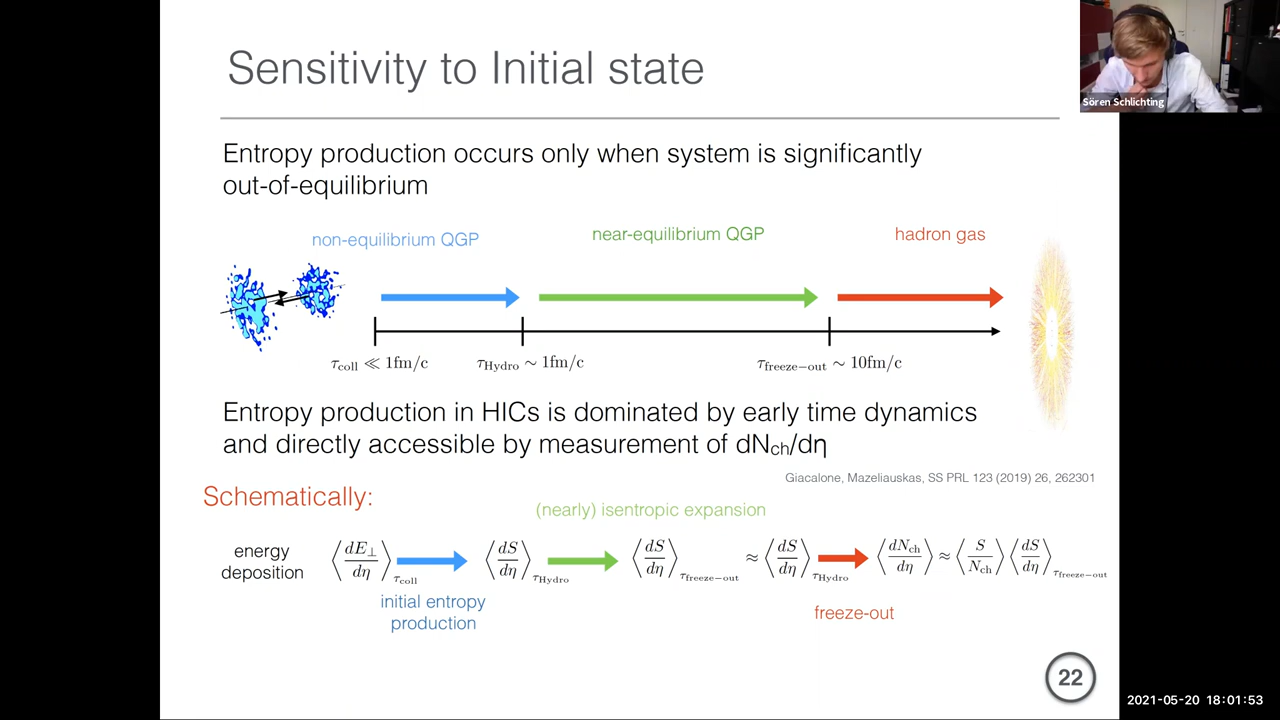 Sensitivity to Initial state
Sören Schlichting
Entropy production occurs only when system is significantly
out-of-equilibrium
non-equilibrium QGP
near-equilibrium QGP
hadron gas
τcoll ≪ 1fm/c
τHydro ∼ 1fm/c
τfreeze−out ∼ 10fm/c
Entropy production in HICs is dominated by early time dynamics
and directly accessible by measurement of dNch/dη
Giacalone, Mazeliauskas, SS PRL 123 (2019) 26, 262301
Schematically:
(nearly) isentropic expansion
energy
deposition
⟨dE⊥/dη⟩τcoll ⟨dS/dη⟩τHydro ⟨dS/dη⟩τfreeze−out ≈ ⟨dS/dη⟩τHydro ⟨dNch/dη⟩ ≈ ⟨S/Nch⟩ ⟨dS/dη⟩τfreeze−out
initial entropy
production
freeze-out
22
2021-05-20 18:01:53